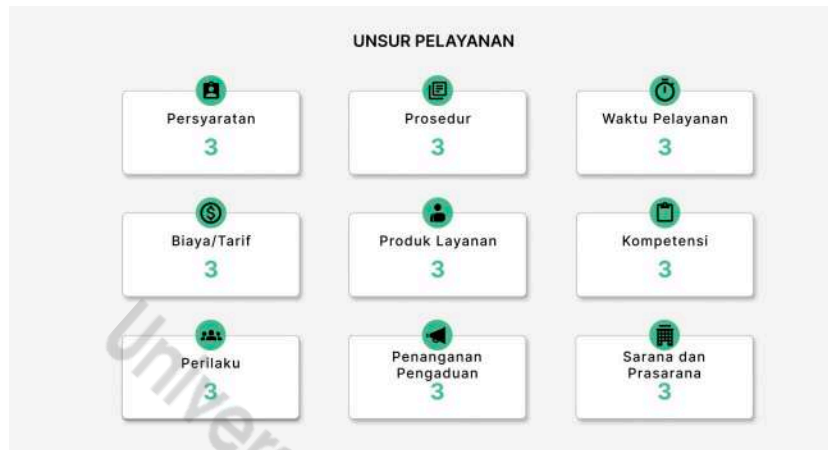 UNSUR PELAYANAN
Persyaratan
3
Prosedur
3
Waktu Pelayanan
3
Biaya/Tarif
3
Produk Layanan
3
Kompetensi
3
Perilaku
3
Penanganan
Pengaduan
3
Sarana dan
Prasarana
3
Univers